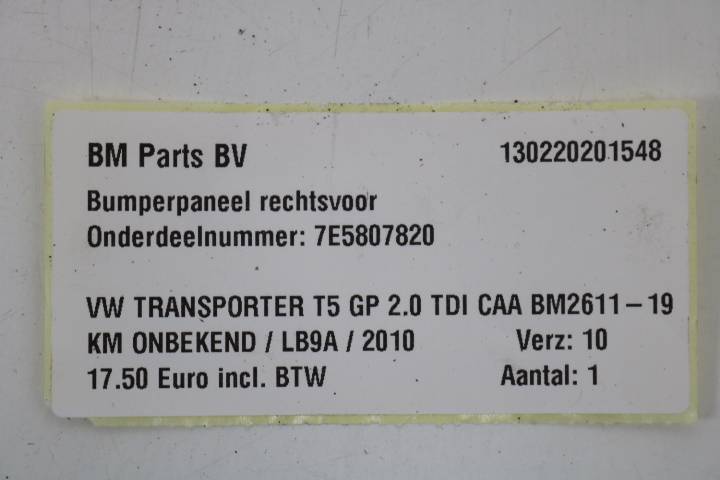 BM Parts BV 130220201548
Bumperpaneel rechtsvoor
Onderdeelnummer: 7E5807820
VW TRANSPORTER T5 GP 2.0 TDI CAA BM2611-19
KM ONBEKEND / LB9A / 2010 Verz: 10
17.50 Euro incl. BTW Aantal: 1